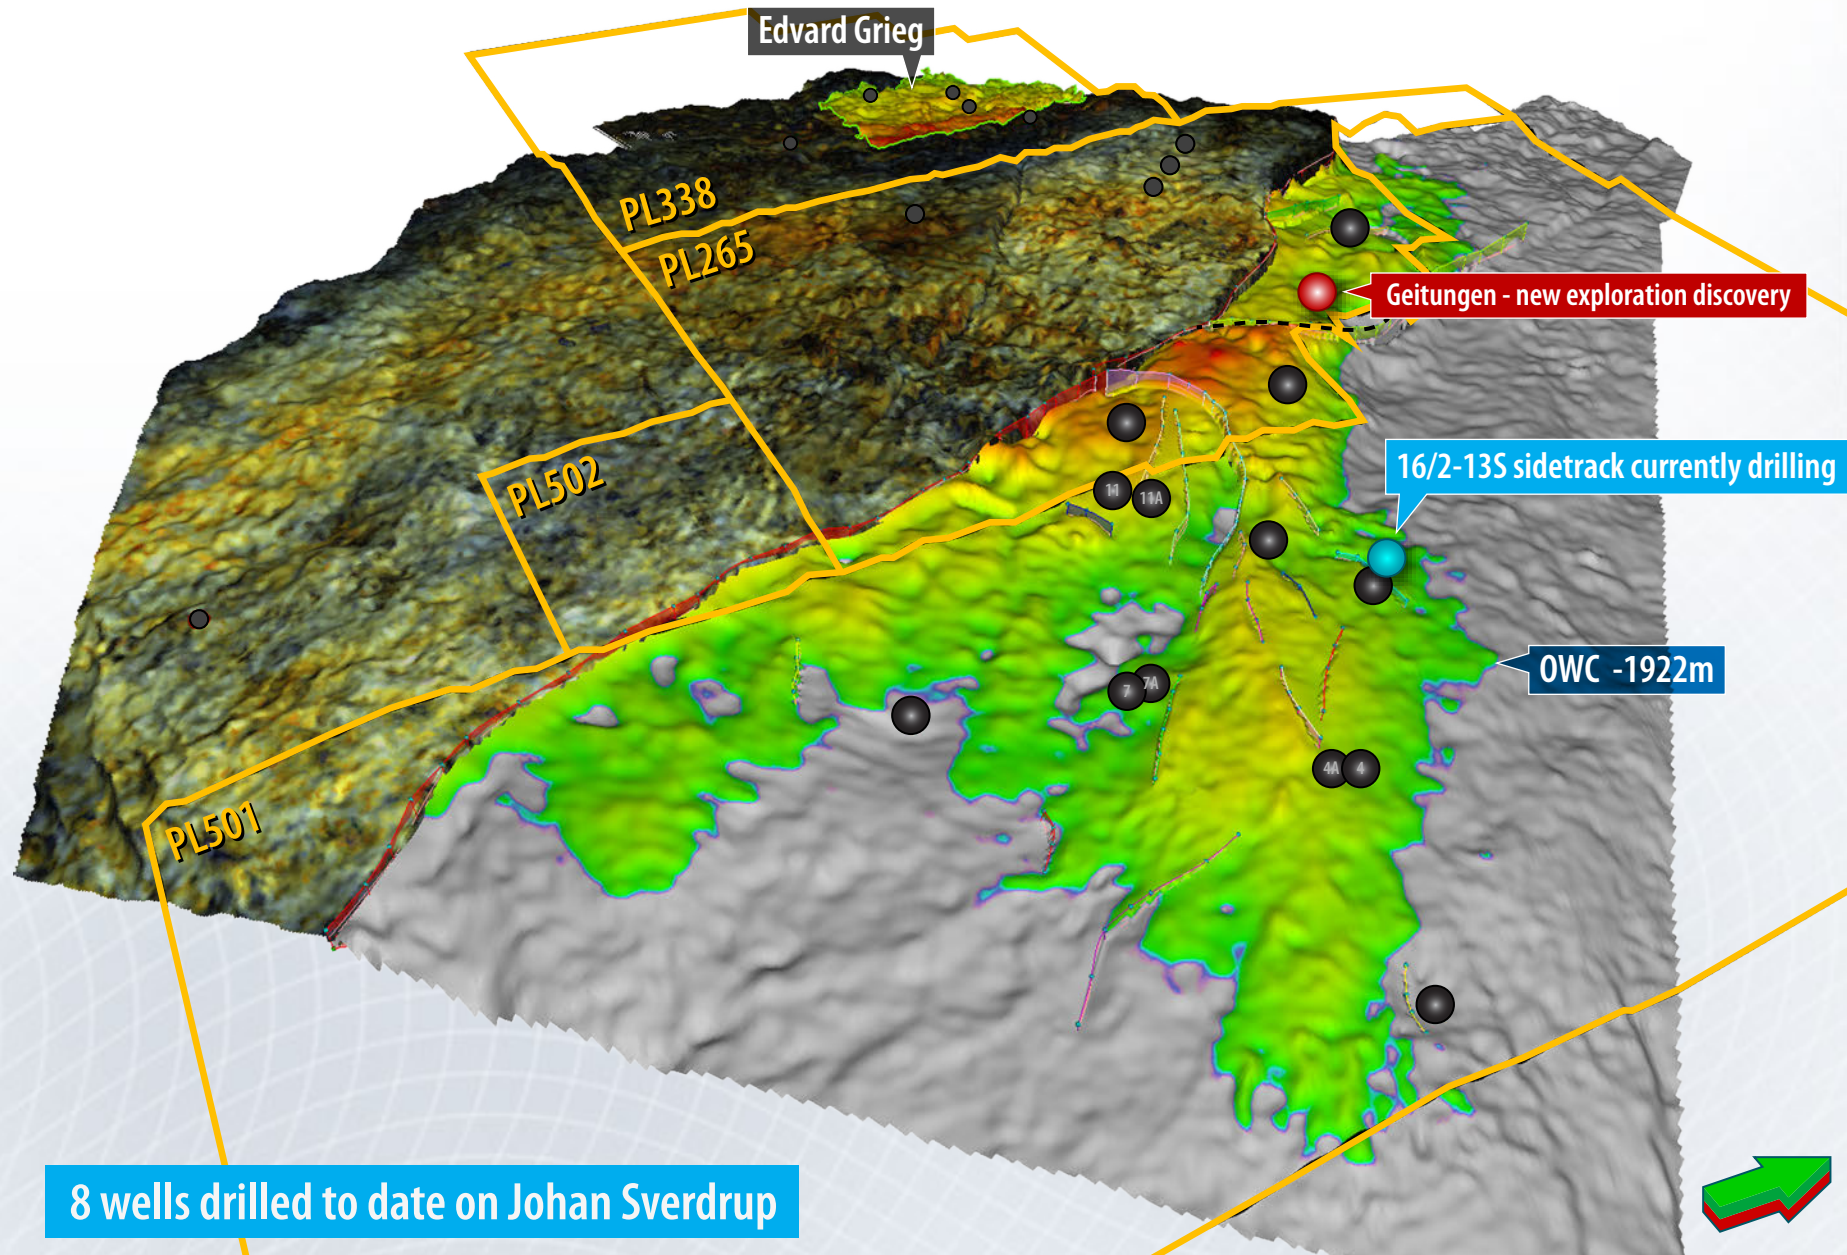 Edvard Grieg
PL338
PL265
Geitungen - new exploration discovery
PL502
16/2-13S sidetrack currently drilling
11
11A
OWC -1922m
7
7A
4A
4
PL501
8 wells drilled to date on Johan Sverdrup